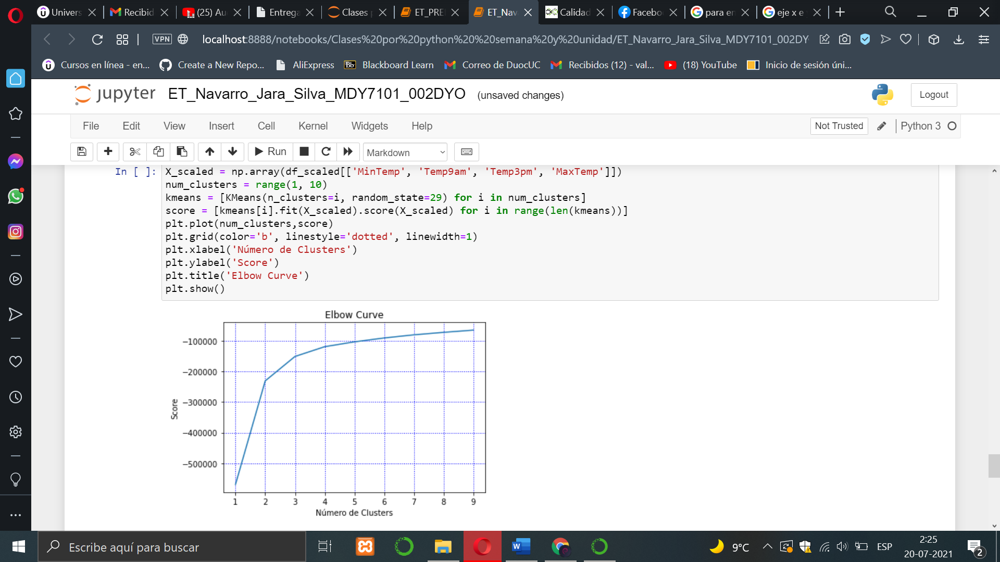 Univers
Recibid
(25) Au
Entrega
Clases p
ET_PREI
ET_Nav
Calidad
Facebo
para en
eje x e
VPN
localhost:8888/notebooks/Clases%20por%20python%20%20semana%20y%20unidad/ET_Navarro_Jara_Silva_MDY7101_002DY
Cursos en línea - en...
Create a New Repo...
AliExpress
Bb
Blackboard Learn
Correo de DuocUC
Recibidos (12) - val...
(18) YouTube
Inicio de sesión úni...
jupyter ET_Navarro_Jara_Silva_MDY7101_002DYO (unsaved changes)
Logout
File Edit View Insert Cell Kernel Widgets Help
Not Trusted
Python 3
Run
Markdown
In [ ]: X_scaled = np.array(df_scaled[['MinTemp', 'Temp9am', 'Temp3pm', 'MaxTemp']])
num_clusters = range(1, 10)
kmeans = [KMeans(n_clusters=i, random_state=29) for i in num_clusters]
score = [kmeans[i].fit(X_scaled).score(X_scaled) for i in range(len(kmeans))]
plt.plot(num_clusters,score)
plt.grid(color='b', linestyle='dotted', linewidth=1)
plt.xlabel('Número de Clusters')
plt.ylabel('Score')
plt.title('Elbow Curve')
plt.show()
Elbow Curve
−100000
−200000
−300000
−400000
−500000
Score
1 2 3 4 5 6 7 8 9
Número de Clusters
Escribe aquí para buscar
9°C
ESP
2:25
20-07-2021
2